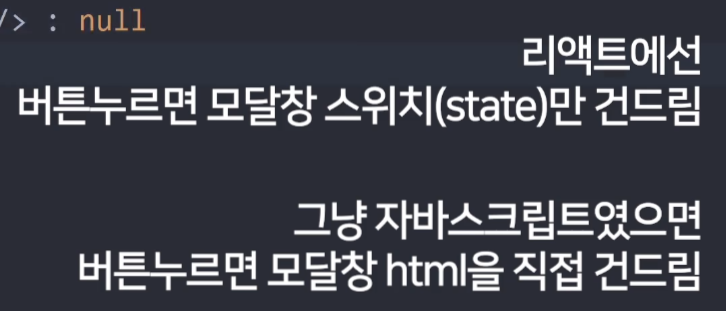 /> : null
리액트에선
버튼누르면 모달창 스위치(state)만 건드림
그냥 자바스크립트였으면
버튼누르면 모달창 html을 직접 건드림